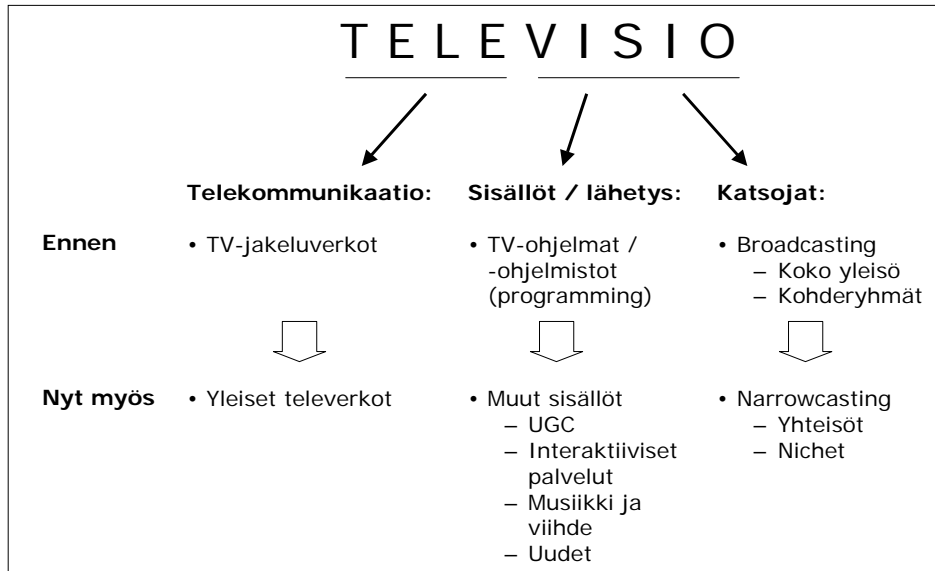 TELEVISIO
Telekommunikaatio:
Sisällöt / lähetys:
Katsojat:
Ennen
• TV-jakeluverkot
• TV-ohjelmat /
-ohjelmistot
(programming)
• Broadcasting
– Koko yleisö
– Kohderyhmät
Nyt myös
• Yleiset televerkot
• Muut sisällöt
– UGC
– Interaktiiviset
palvelut
– Musiikki ja
viihde
– Uudet
• Narrowcasting
– Yhteisöt
– Nichet